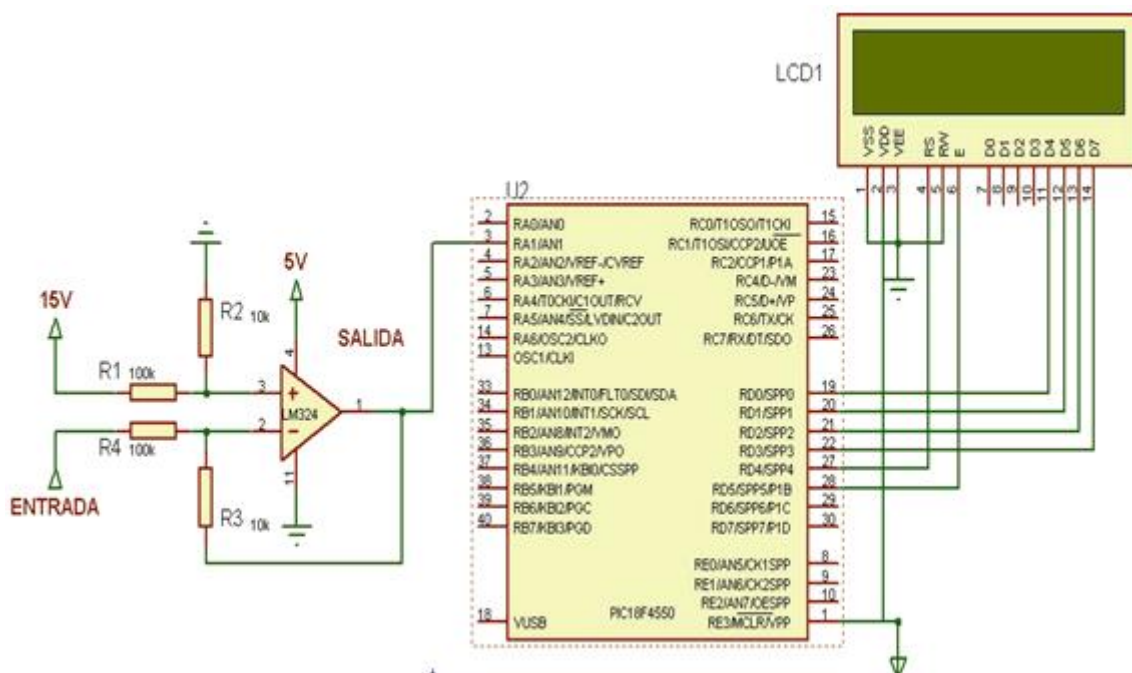 LCD1
VSS
VDD
VEE
RS
RW
E
D0
D1
D2
D3
D4
D5
D6
D7
1
2
3
4
5
6
7
8
9
10
11
12
13
14
15V
R1 100k
R4 100k
ENTRADA
R2 10k
R3 10k
5V
SALIDA
4
3
2
11
1
+
LM324
U2
2 RA0/AN0
3 RA1/AN1
4 RA2/AN2/VREF-/CVREF
5 RA3/AN3/VREF+
6 RA4/T0CKI/C1OUT/RCV
7 RA5/AN4/SS/LVDIN/C2OUT
14 RA6/OSC2/CLKO
13 OSC1/CLKI
33 RB0/AN12/INT0/FLT0/SDI/SDA
34 RB1/AN10/INT1/SCK/SCL
35 RB2/AN8/INT2/VMO
36 RB3/AN9/CCP2/VPO
37 RB4/AN11/KBI0/CSSPP
38 RB5/KBI1/PGM
39 RB6/KBI2/PGC
40 RB7/KBI3/PGD
18 VUSB
RC0/T1OSO/T1CKI 15
RC1/T1OSI/CCP2/UOE 16
RC2/CCP1/P1A 17
RC4/D-/VM 23
RC5/D+/VP 24
RC6/TX/CK 25
RC7/RX/DT/SDO 26
RD0/SPP0 19
RD1/SPP1 20
RD2/SPP2 21
RD3/SPP3 22
RD4/SPP4 27
RD5/SPP5/P1B 28
RD6/SPP6/P1C 29
RD7/SPP7/P1D 30
RE0/AN5/CK1SPP 8
RE1/AN6/CK2SPP 9
RE2/AN7/OESPP 10
RE3/MCLR/VPP 1
PIC18F4550